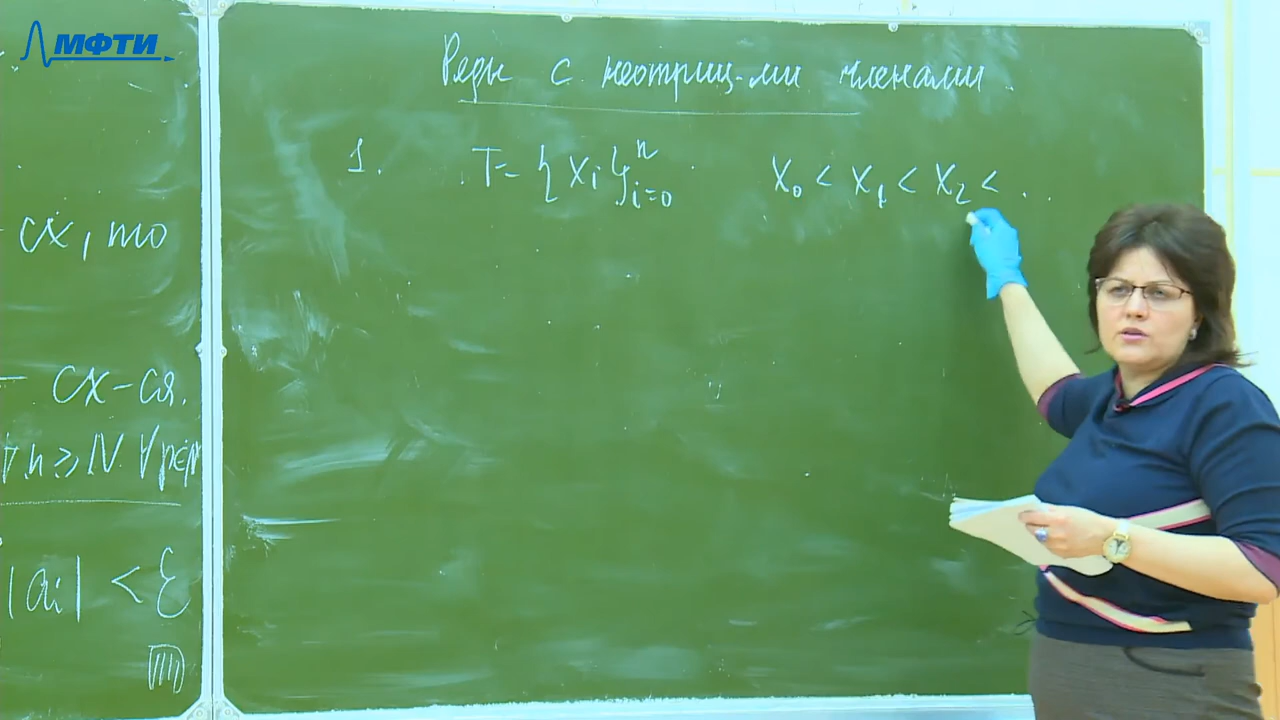 МФТИ
сх, то
— сх-ся.
∀n ≥ N ∀p∈
|aᵢ| < ε
Ряды с неотриц-ми членами.
1. T = {xᵢ}ⁿᵢ₌₀ x₀ < x₁ < x₂ < . .